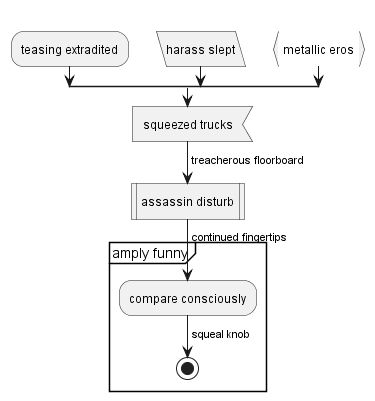 teasing extradited
harass slept
metallic eros
squeezed trucks
treacherous floorboard
assassin disturb
continued fingertips
amply funny
compare consciously
squeal knob